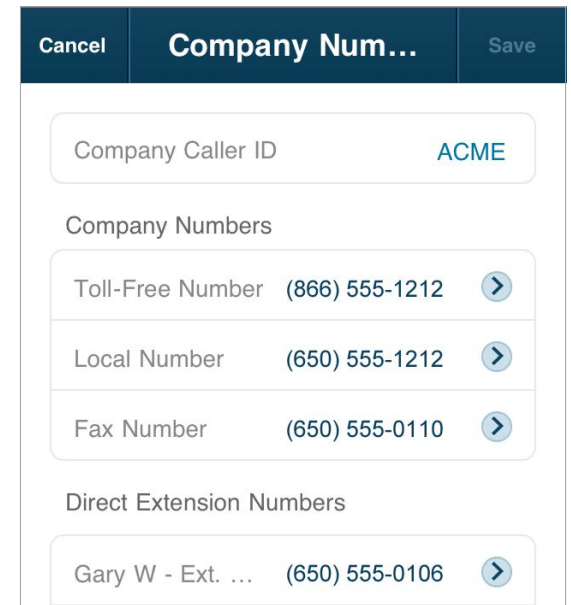 Cancel Company Num... Save
Company Caller ID ACME
Company Numbers
Toll-Free Number (866) 555-1212
Local Number (650) 555-1212
Fax Number (650) 555-0110
Direct Extension Numbers
Gary W - Ext. ... (650) 555-0106